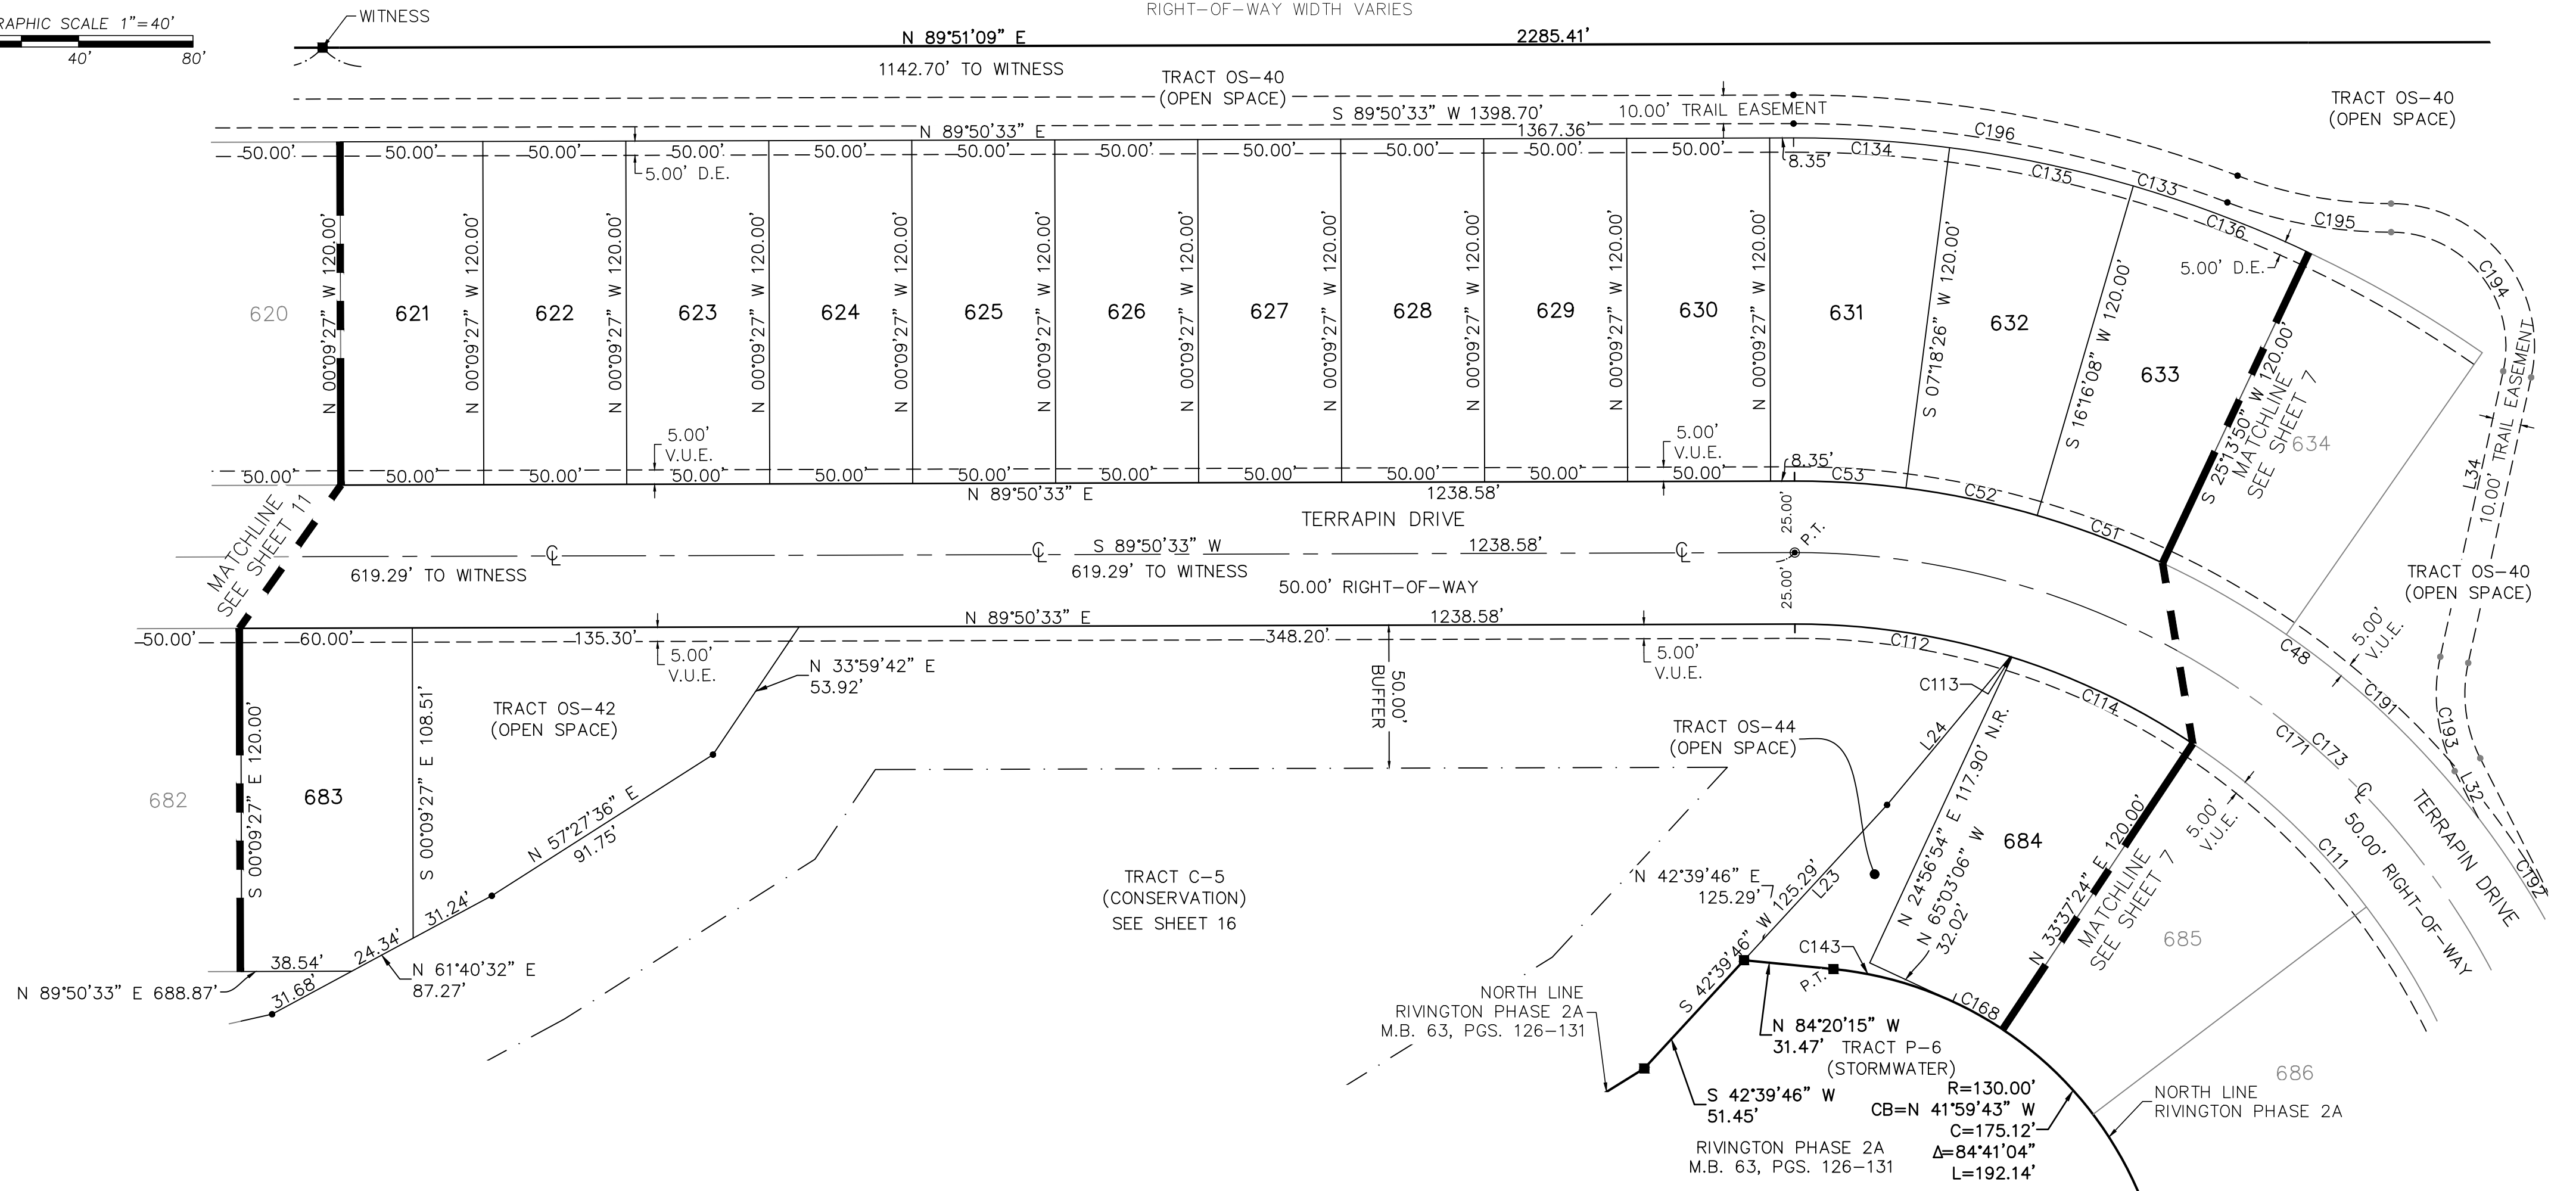 RAPHIC SCALE 1"=40'
40'
80'
WITNESS
RIGHT-OF-WAY WIDTH VARIES
N 89°51'09" E
2285.41'
1142.70' TO WITNESS
TRACT OS-40
(OPEN SPACE)
S 89°50'33" W 1398.70'
10.00' TRAIL EASEMENT
TRACT OS-40
(OPEN SPACE)
N 89°50'33" E
1367.36'
C196
50.00'
50.00'
50.00'
50.00'
50.00'
50.00'
50.00'
50.00'
50.00'
50.00'
50.00'
8.35'
C134
C135
C133
C136
C195
C194
5.00' D.E.
5.00' D.E.
N 00°09'27" W 120.00'
N 00°09'27" W 120.00'
N 00°09'27" W 120.00'
N 00°09'27" W 120.00'
N 00°09'27" W 120.00'
N 00°09'27" W 120.00'
N 00°09'27" W 120.00'
N 00°09'27" W 120.00'
N 00°09'27" W 120.00'
N 00°09'27" W 120.00'
N 00°09'27" W 120.00'
S 07°18'26" W 120.00'
S 16°16'08" W 120.00'
S 25°13'50" W 120.00'
MATCHLINE
SEE SHEET 7
620
621
622
623
624
625
626
627
628
629
630
631
632
633
634
L34
10.00' TRAIL EASEMENT
5.00'
V.U.E.
5.00'
V.U.E.
50.00'
50.00'
50.00'
50.00'
50.00'
50.00'
50.00'
50.00'
50.00'
50.00'
50.00'
8.35'
C53
C52
C51
N 89°50'33" E
1238.58'
MATCHLINE
SEE SHEET 11
TERRAPIN DRIVE
25.00'
P.T.
25.00'
S 89°50'33" W
1238.58'
619.29' TO WITNESS
619.29' TO WITNESS
50.00' RIGHT-OF-WAY
TRACT OS-40
(OPEN SPACE)
N 89°50'33" E
1238.58'
50.00'
60.00'
135.30'
348.20'
5.00'
V.U.E.
5.00'
V.U.E.
C112
C48
5.00'
V.U.E.
C191
C193
L32
C192
50.00'
BUFFER
N 33°59'42" E
53.92'
C113
C114
C171
C173
TERRAPIN DRIVE
50.00' RIGHT-OF-WAY
TRACT OS-42
(OPEN SPACE)
TRACT OS-44
(OPEN SPACE)
L24
S 00°09'27" E 120.00'
S 00°09'27" E 108.51'
682
683
684
685
686
N 57°27'36" E
91.75'
5.00'
V.U.E.
C111
N 24°56'54" E 117.90' N.R.
N 65°03'06" W
32.02'
N 33°37'24" E 120.00'
MATCHLINE
SEE SHEET 7
TRACT C-5
(CONSERVATION)
SEE SHEET 16
N 42°39'46" E
125.29'
S 42°39'46" W 125.29'
L23
31.24'
24.34'
38.54'
31.68'
N 61°40'32" E
87.27'
N 89°50'33" E 688.87'
C143
P.T.
C168
NORTH LINE
RIVINGTON PHASE 2A
M.B. 63, PGS. 126-131
N 84°20'15" W
31.47'
TRACT P-6
(STORMWATER)
S 42°39'46" W
51.45'
R=130.00'
CB=N 41°59'43" W
C=175.12'
Δ=84°41'04"
L=192.14'
NORTH LINE
RIVINGTON PHASE 2A
RIVINGTON PHASE 2A
M.B. 63, PGS. 126-131